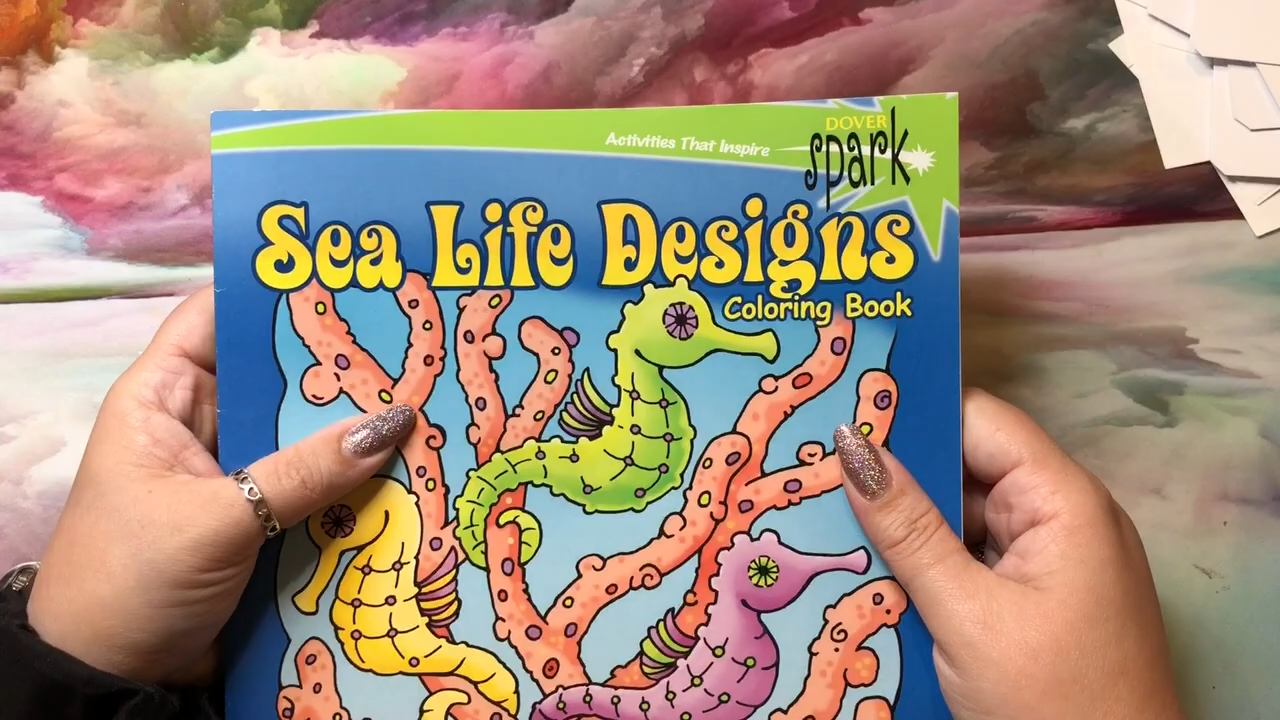 DOVER
spark
Activities That Inspire
Sea Life Designs
Coloring Book